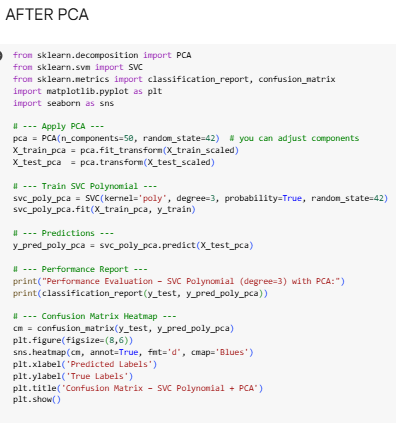 AFTER PCA
from sklearn.decomposition import PCA
from sklearn.svm import SVC
from sklearn.metrics import classification_report, confusion_matrix
import matplotlib.pyplot as plt
import seaborn as sns
# --- Apply PCA ---
pca = PCA(n_components=50, random_state=42)  # you can adjust components
X_train_pca = pca.fit_transform(X_train_scaled)
X_test_pca  = pca.transform(X_test_scaled)
# --- Train SVC Polynomial ---
svc_poly_pca = SVC(kernel='poly', degree=3, probability=True, random_state=42)
svc_poly_pca.fit(X_train_pca, y_train)
# --- Predictions ---
y_pred_poly_pca = svc_poly_pca.predict(X_test_pca)
# --- Performance Report ---
print("Performance Evaluation – SVC Polynomial (degree=3) with PCA:")
print(classification_report(y_test, y_pred_poly_pca))
# --- Confusion Matrix Heatmap ---
cm = confusion_matrix(y_test, y_pred_poly_pca)
plt.figure(figsize=(8,6))
sns.heatmap(cm, annot=True, fmt='d', cmap='Blues')
plt.xlabel('Predicted Labels')
plt.ylabel('True Labels')
plt.title('Confusion Matrix – SVC Polynomial + PCA')
plt.show()